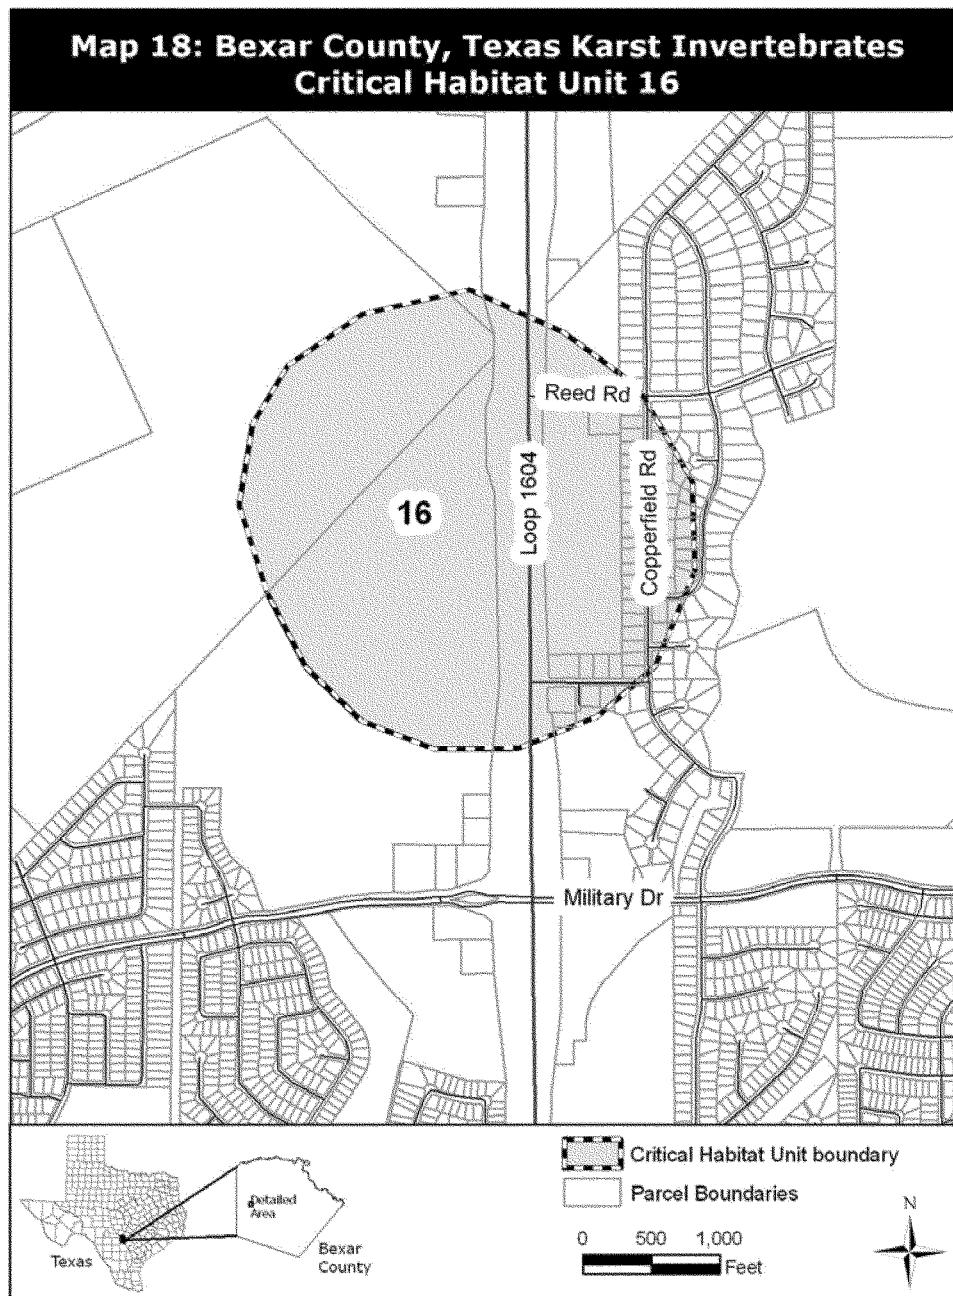 Map 18: Bexar County, Texas Karst Invertebrates
Critical Habitat Unit 16
Reed Rd
Loop 1604
Copperfield Rd
16
Military Dr
Critical Habitat Unit boundary
Parcel Boundaries
Detailed
Area
Texas
Bexar
County
0 500 1,000
Feet
N